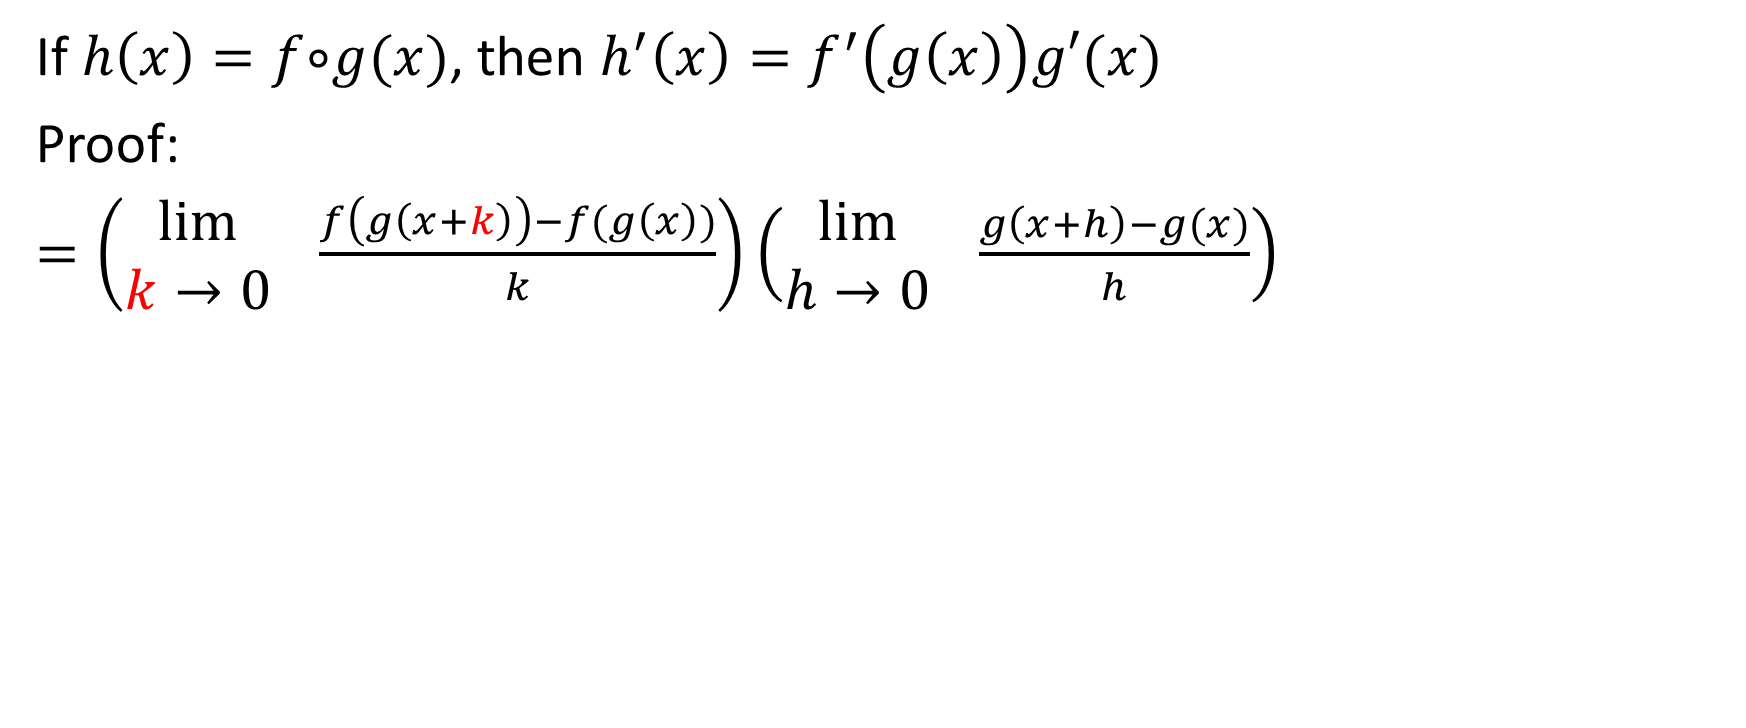 If ℎ(𝑥) = 𝑓∘𝑔(𝑥), then ℎ′(𝑥) = 𝑓′(𝑔(𝑥))𝑔′(𝑥)
Proof:
= (lim 𝑘 → 0 (𝑓(𝑔(𝑥+𝑘))−𝑓(𝑔(𝑥)))/𝑘) (lim ℎ → 0 (𝑔(𝑥+ℎ)−𝑔(𝑥))/ℎ)